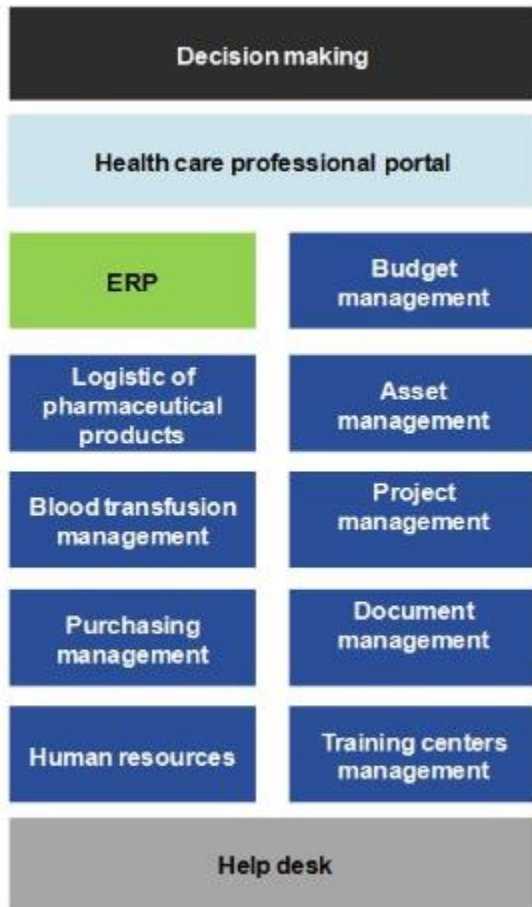 Decision making
Health care professional portal
ERP
Budget
management
Logistic of
pharmaceutical
products
Asset
management
Blood transfusion
management
Project
management
Purchasing
management
Document
management
Human resources
Training centers
management
Help desk